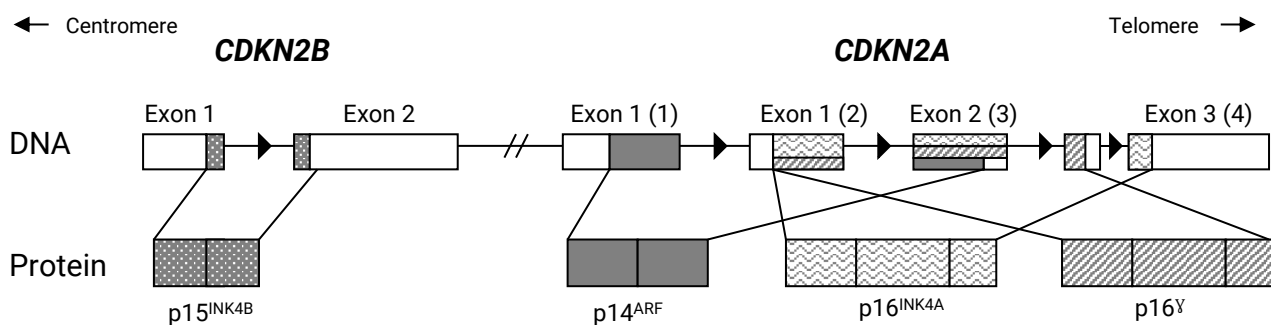 Centromere
Telomere
CDKN2B
CDKN2A
Exon 1
Exon 2
Exon 1 (1)
Exon 1 (2)
Exon 2 (3)
Exon 3 (4)
DNA
Protein
p15INK4B
p14ARF
p16INK4A
p16ɣ